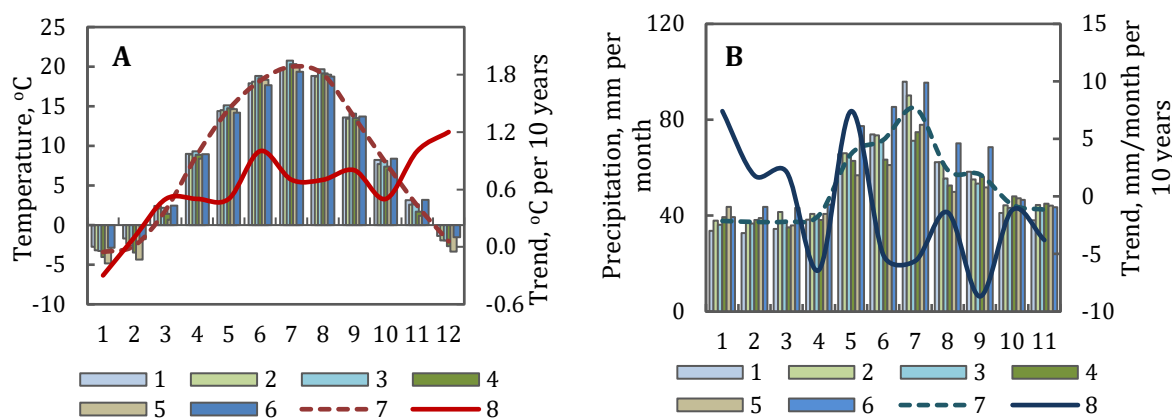 A
Temperature, ºC
25
20
15
10
5
0
-5
-10
1.8
1.2
0.6
0.0
-0.6
Trend, ºC per 10 years
1 2 3 4 5 6 7 8 9 10 11 12
1 2 3 4
5 6 7 8
B
Precipitation, mm per
month
120
80
40
0
15
10
5
0
-5
-10
Trend, mm/month per
10 years
1 2 3 4 5 6 7 8 9 10 11
1 2 3 4
5 6 7 8